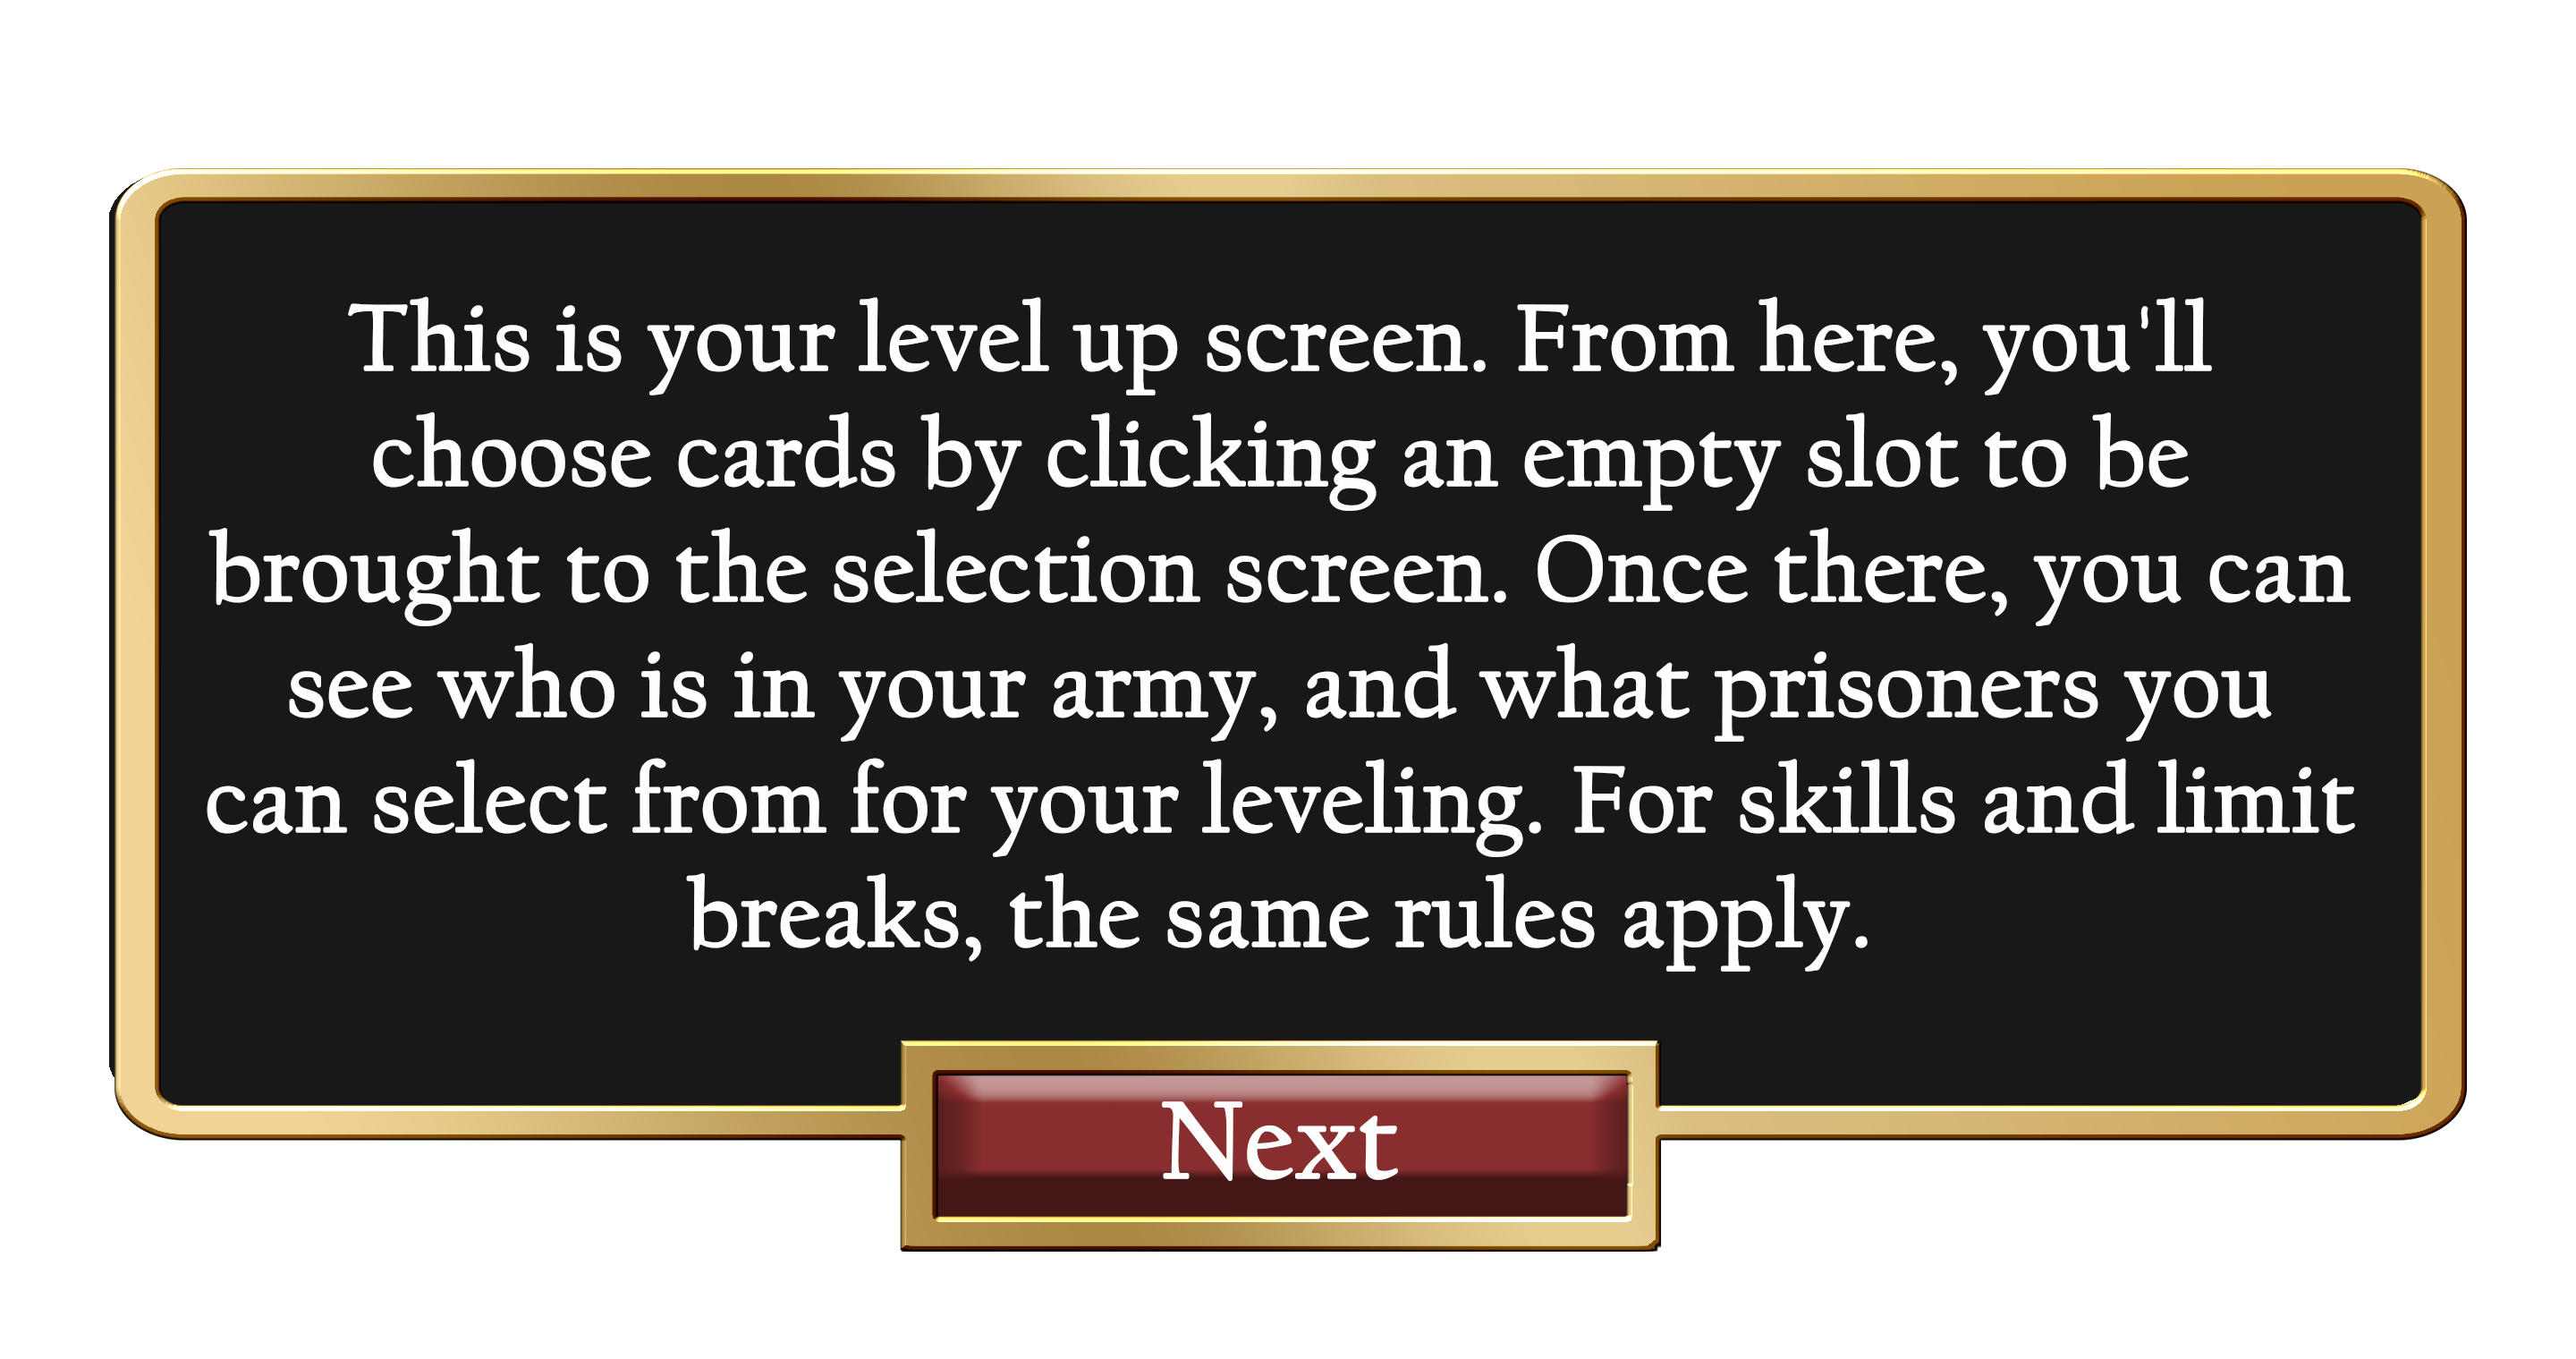 This is your level up screen. From here, you'll
choose cards by clicking an empty slot to be
brought to the selection screen. Once there, you can
see who is in your army, and what prisoners you
can select from for your leveling. For skills and limit
breaks, the same rules apply.
Next